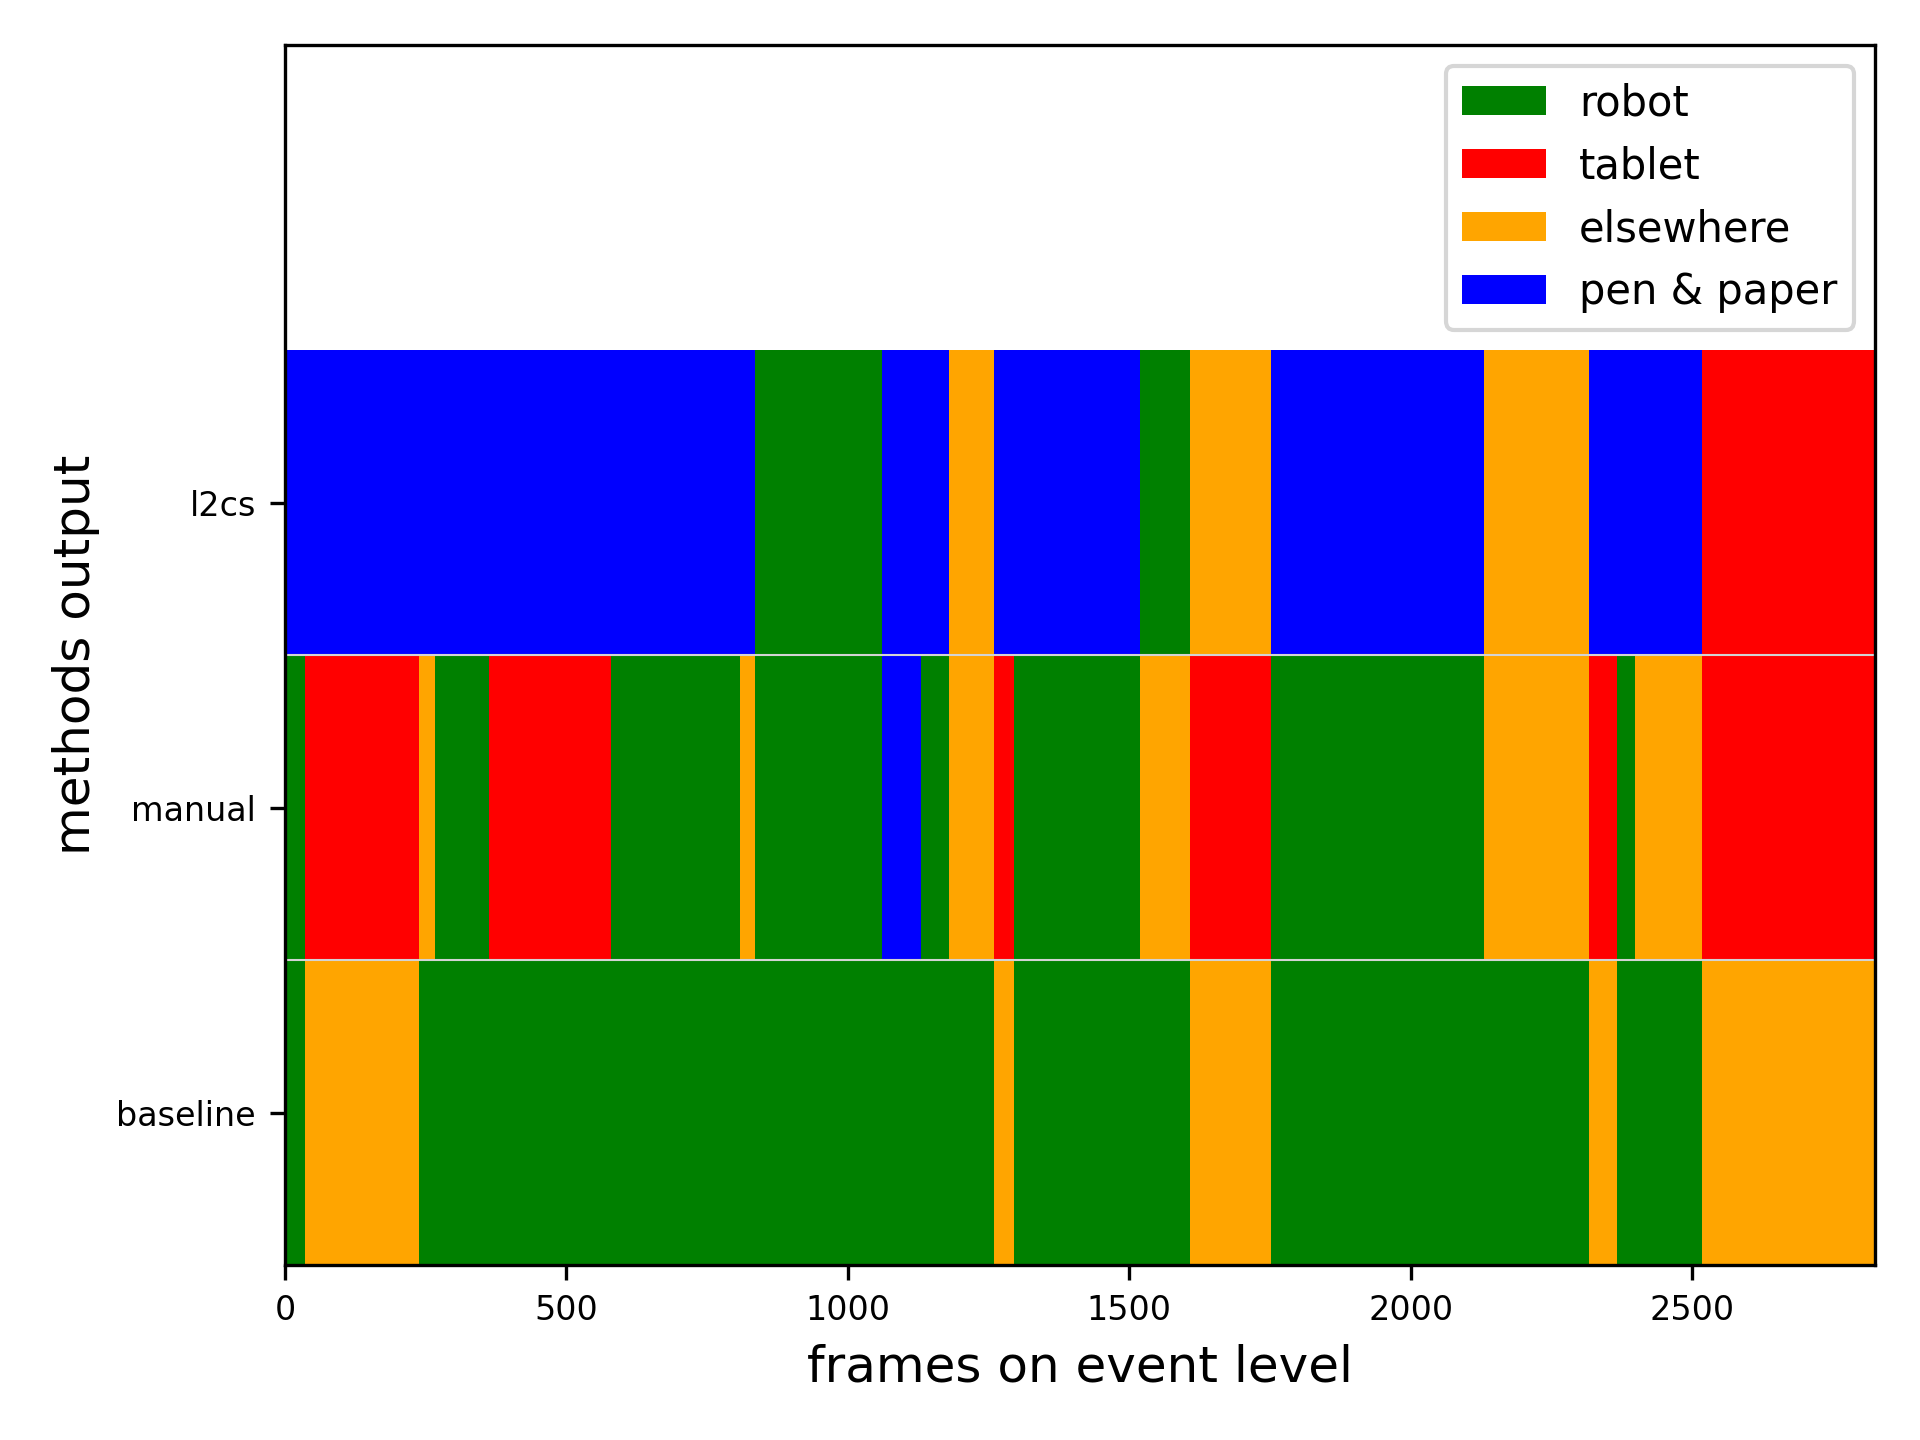 robot
tablet
elsewhere
pen & paper
methods output
l2cs
manual
baseline
0 500 1000 1500 2000 2500
frames on event level